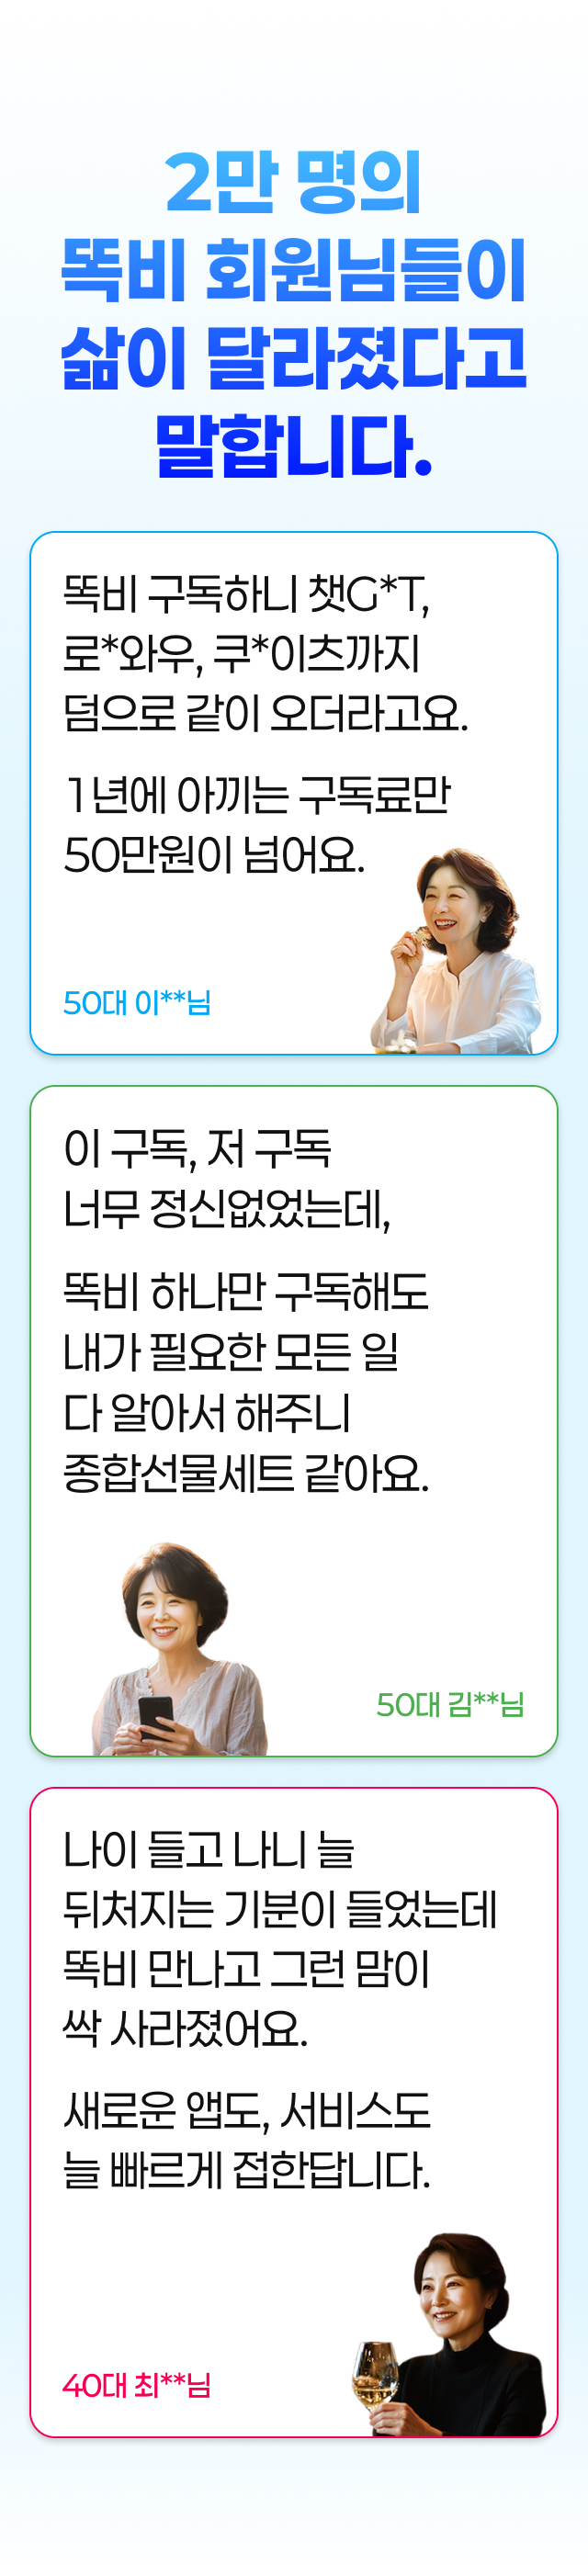 2만 명의
똑비 회원님들이
삶이 달라졌다고
말합니다.
똑비 구독하니 챗G*T,
로*와우, 쿠*이츠까지
덤으로 같이 오더라고요.
1년에 아끼는 구독료만
50만원이 넘어요.
50대 이**님
이 구독, 저 구독
너무 정신없었는데,
똑비 하나만 구독해도
내가 필요한 모든 일
다 알아서 해주니
종합선물세트 같아요.
50대 김**님
나이 들고 나니 늘
뒤처지는 기분이 들었는데
똑비 만나고 그런 맘이
싹 사라졌어요.
새로운 앱도, 서비스도
늘 빠르게 접한답니다.
40대 최**님